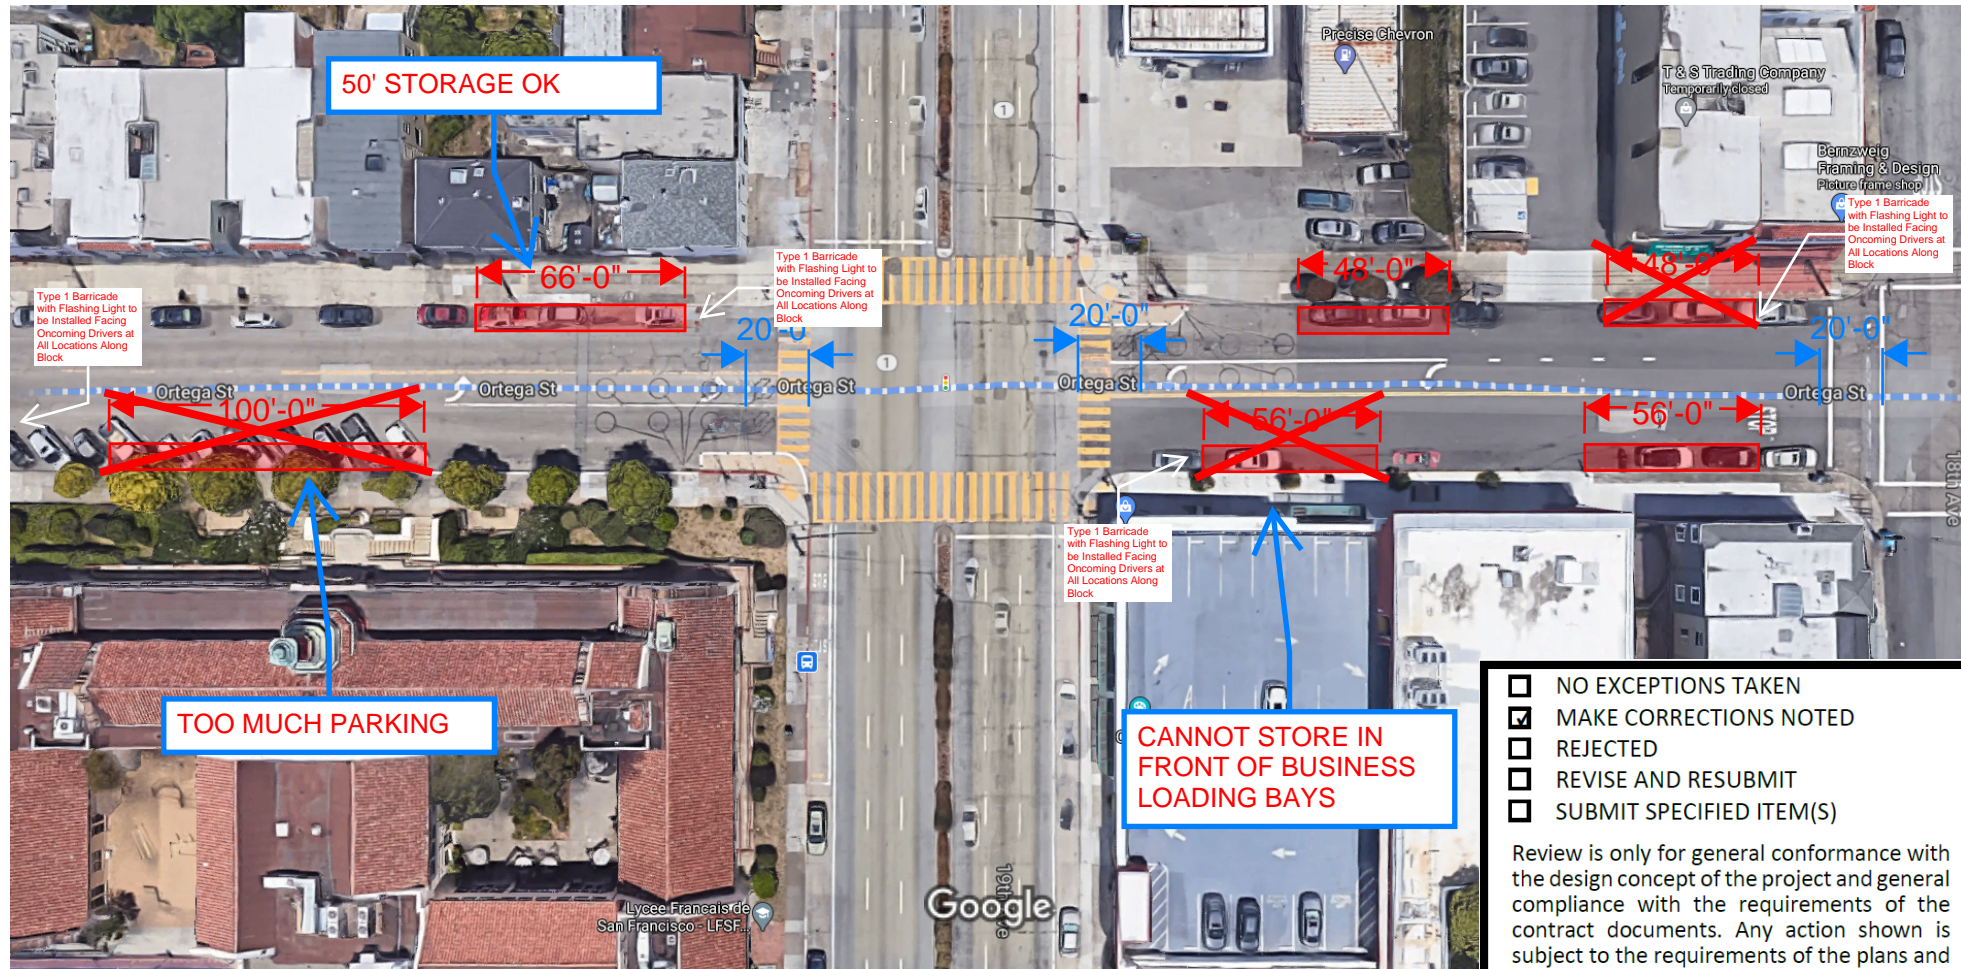 50' STORAGE OK
Precise Chevron
1
T & S Trading Company
Temporarily closed
Bernzweig
Framing & Design
Picture frame shop
Type 1 Barricade
with Flashing Light to
be Installed Facing
Oncoming Drivers at
All Locations Along
Block
Type 1 Barricade
with Flashing Light to
be Installed Facing
Oncoming Drivers at
All Locations Along
Block
Type 1 Barricade
with Flashing Light to
be Installed Facing
Oncoming Drivers at
All Locations Along
Block
66'-0"
48'-0"
48'-0"
20'-0"
20'-0"
20'-0"
1
Ortega St
Ortega St
Ortega St
Ortega St
Ortega St
100'-0"
56'-0"
56'-0"
18th Ave
Type 1 Barricade
with Flashing Light to
be Installed Facing
Oncoming Drivers at
All Locations Along
Block
TOO MUCH PARKING
CANNOT STORE IN
FRONT OF BUSINESS
LOADING BAYS
Lycee Francais de
San Francisco - LFSF...
Google
19th Ave
NO EXCEPTIONS TAKEN
MAKE CORRECTIONS NOTED
REJECTED
REVISE AND RESUBMIT
SUBMIT SPECIFIED ITEM(S)
Review is only for general conformance with
the design concept of the project and general
compliance with the requirements of the
contract documents. Any action shown is
subject to the requirements of the plans and